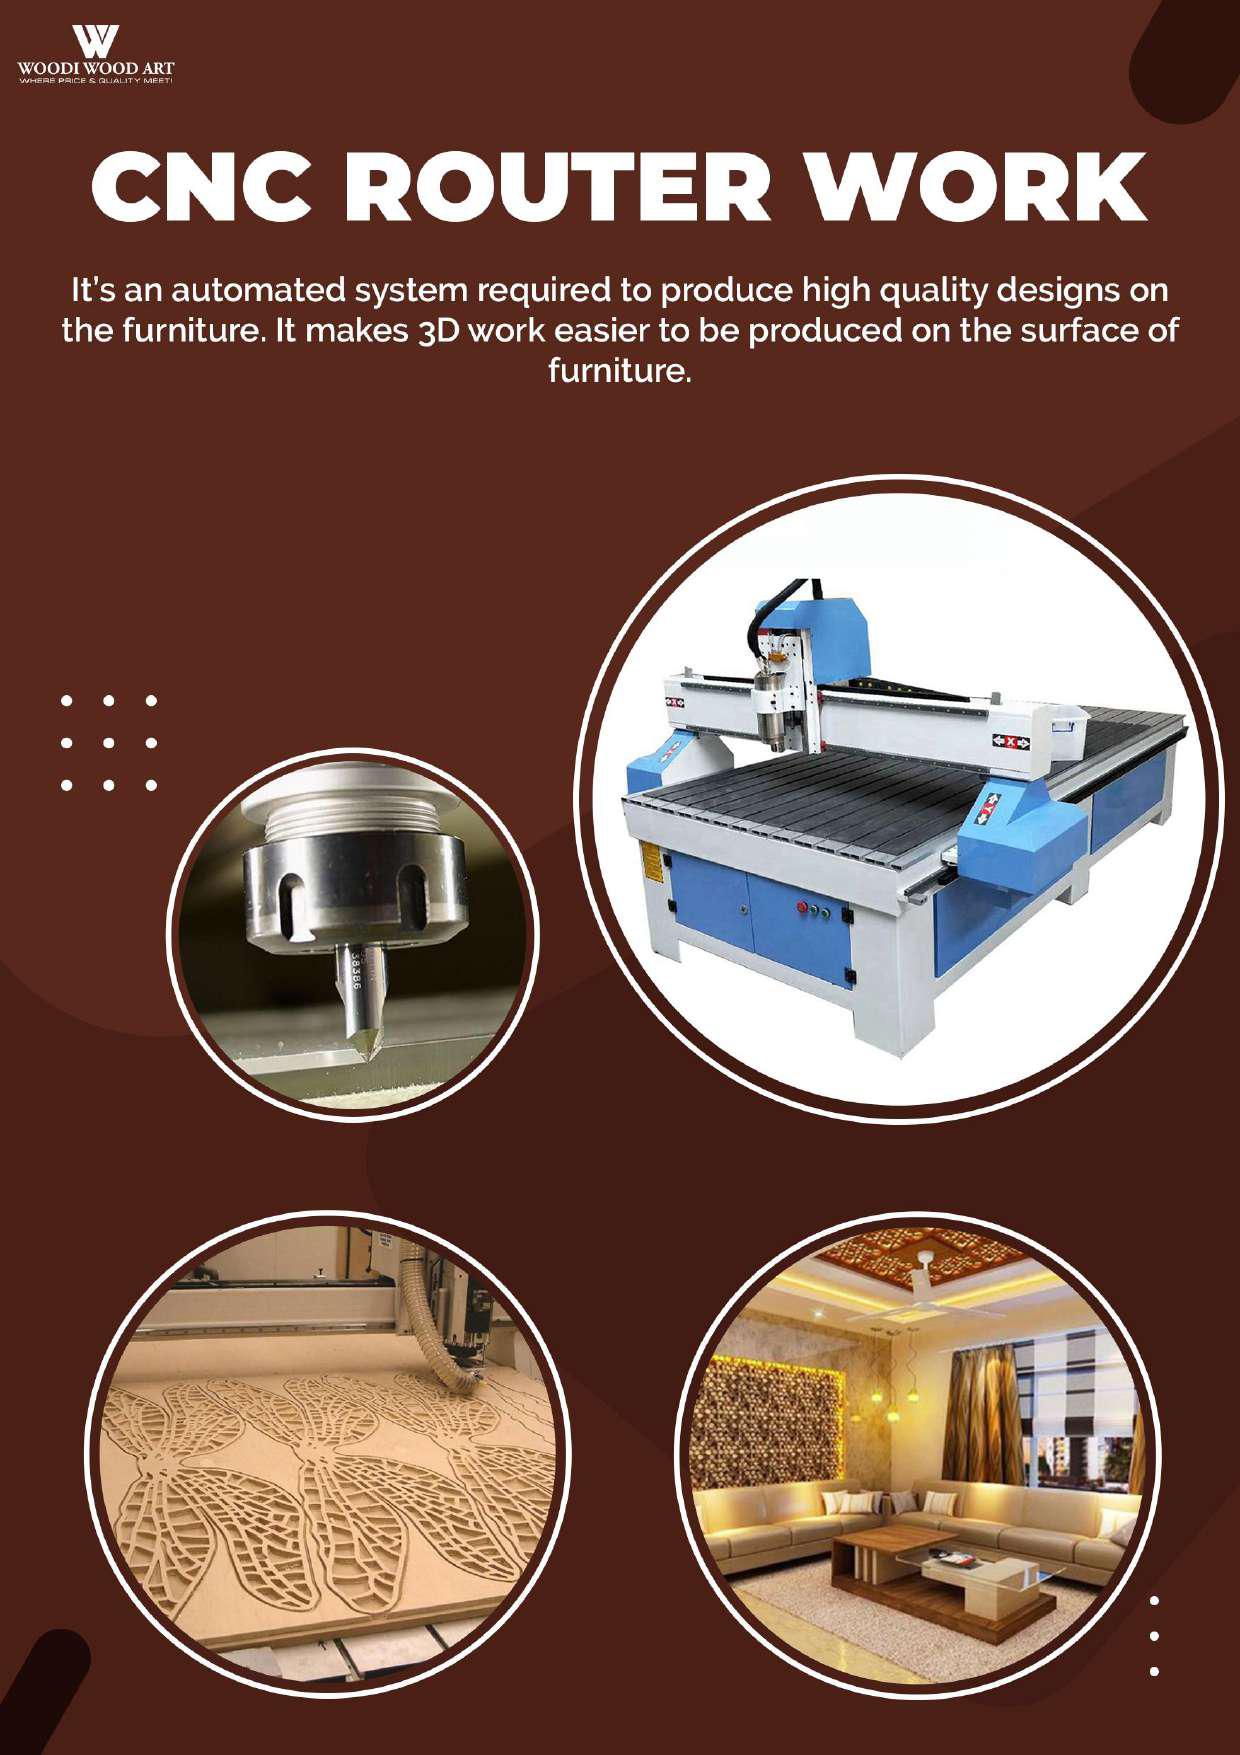 WOODI WOOD ART
WHERE PRICE & QUALITY MEET!
CNC ROUTER WORK
It's an automated system required to produce high quality designs on
the furniture. It makes 3D work easier to be produced on the surface of
furniture.
X
X
Y
38386